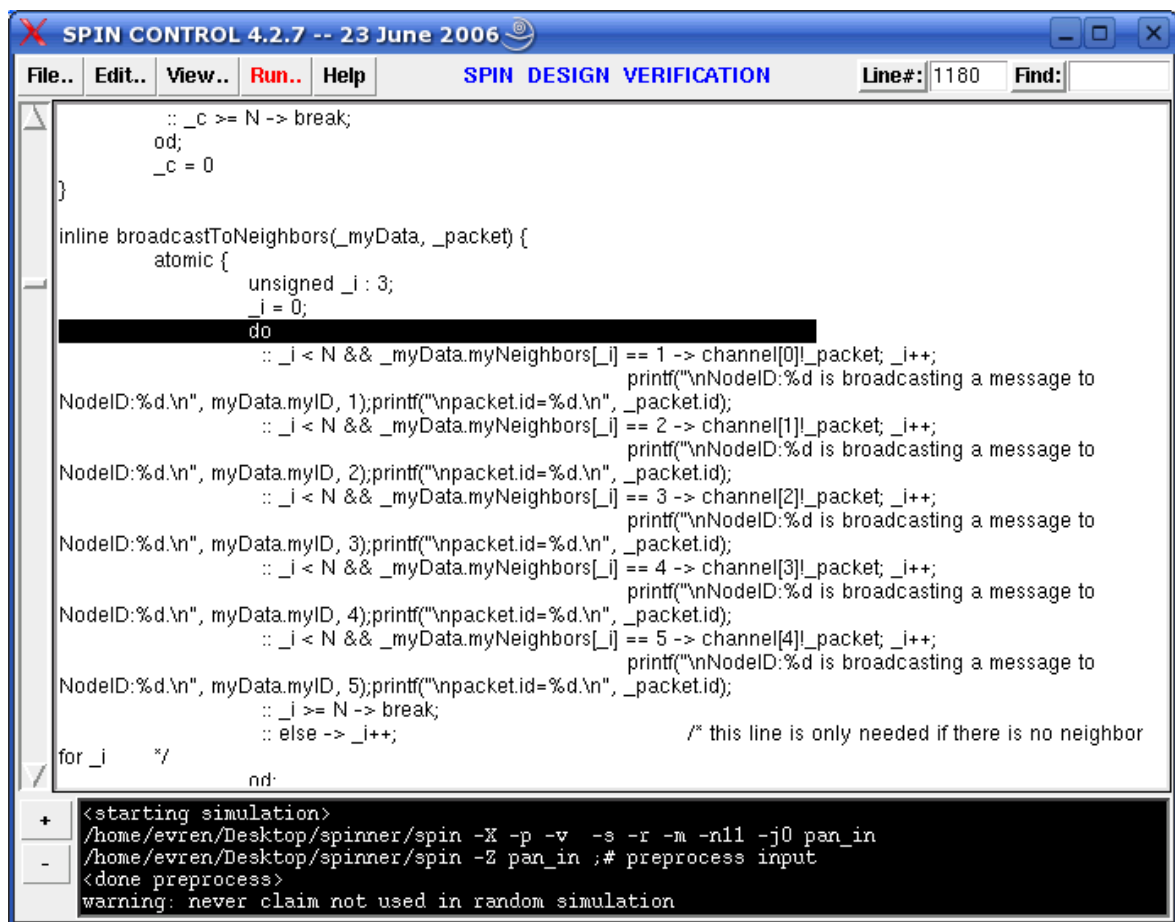 SPIN CONTROL 4.2.7 -- 23 June 2006
File.. Edit.. View.. Run.. Help SPIN DESIGN VERIFICATION Line#: 1180 Find:
:: _c >= N -> break;
od;
_c = 0
}
inline broadcastToNeighbors(_myData, _packet) {
atomic {
unsigned _i : 3;
_i = 0;
do
:: _i < N && _myData.myNeighbors[_i] == 1 -> channel[0]!_packet; _i++;
printf("\nNodeID:%d is broadcasting a message to
NodeID:%d.\n", myData.myID, 1);printf("\npacket.id=%d.\n", _packet.id);
:: _i < N && _myData.myNeighbors[_i] == 2 -> channel[1]!_packet; _i++;
printf("\nNodeID:%d is broadcasting a message to
NodeID:%d.\n", myData.myID, 2);printf("\npacket.id=%d.\n", _packet.id);
:: _i < N && _myData.myNeighbors[_i] == 3 -> channel[2]!_packet; _i++;
printf("\nNodeID:%d is broadcasting a message to
NodeID:%d.\n", myData.myID, 3);printf("\npacket.id=%d.\n", _packet.id);
:: _i < N && _myData.myNeighbors[_i] == 4 -> channel[3]!_packet; _i++;
printf("\nNodeID:%d is broadcasting a message to
NodeID:%d.\n", myData.myID, 4);printf("\npacket.id=%d.\n", _packet.id);
:: _i < N && _myData.myNeighbors[_i] == 5 -> channel[4]!_packet; _i++;
printf("\nNodeID:%d is broadcasting a message to
NodeID:%d.\n", myData.myID, 5);printf("\npacket.id=%d.\n", _packet.id);
:: _i >= N -> break;
:: else -> _i++; /* this line is only needed if there is no neighbor
for _i */
od;
+ <starting simulation>
/home/evren/Desktop/spinner/spin -X -p -v -s -r -m -n11 -j0 pan_in
- /home/evren/Desktop/spinner/spin -Z pan_in ;# preprocess input
<done preprocess>
warning: never claim not used in random simulation